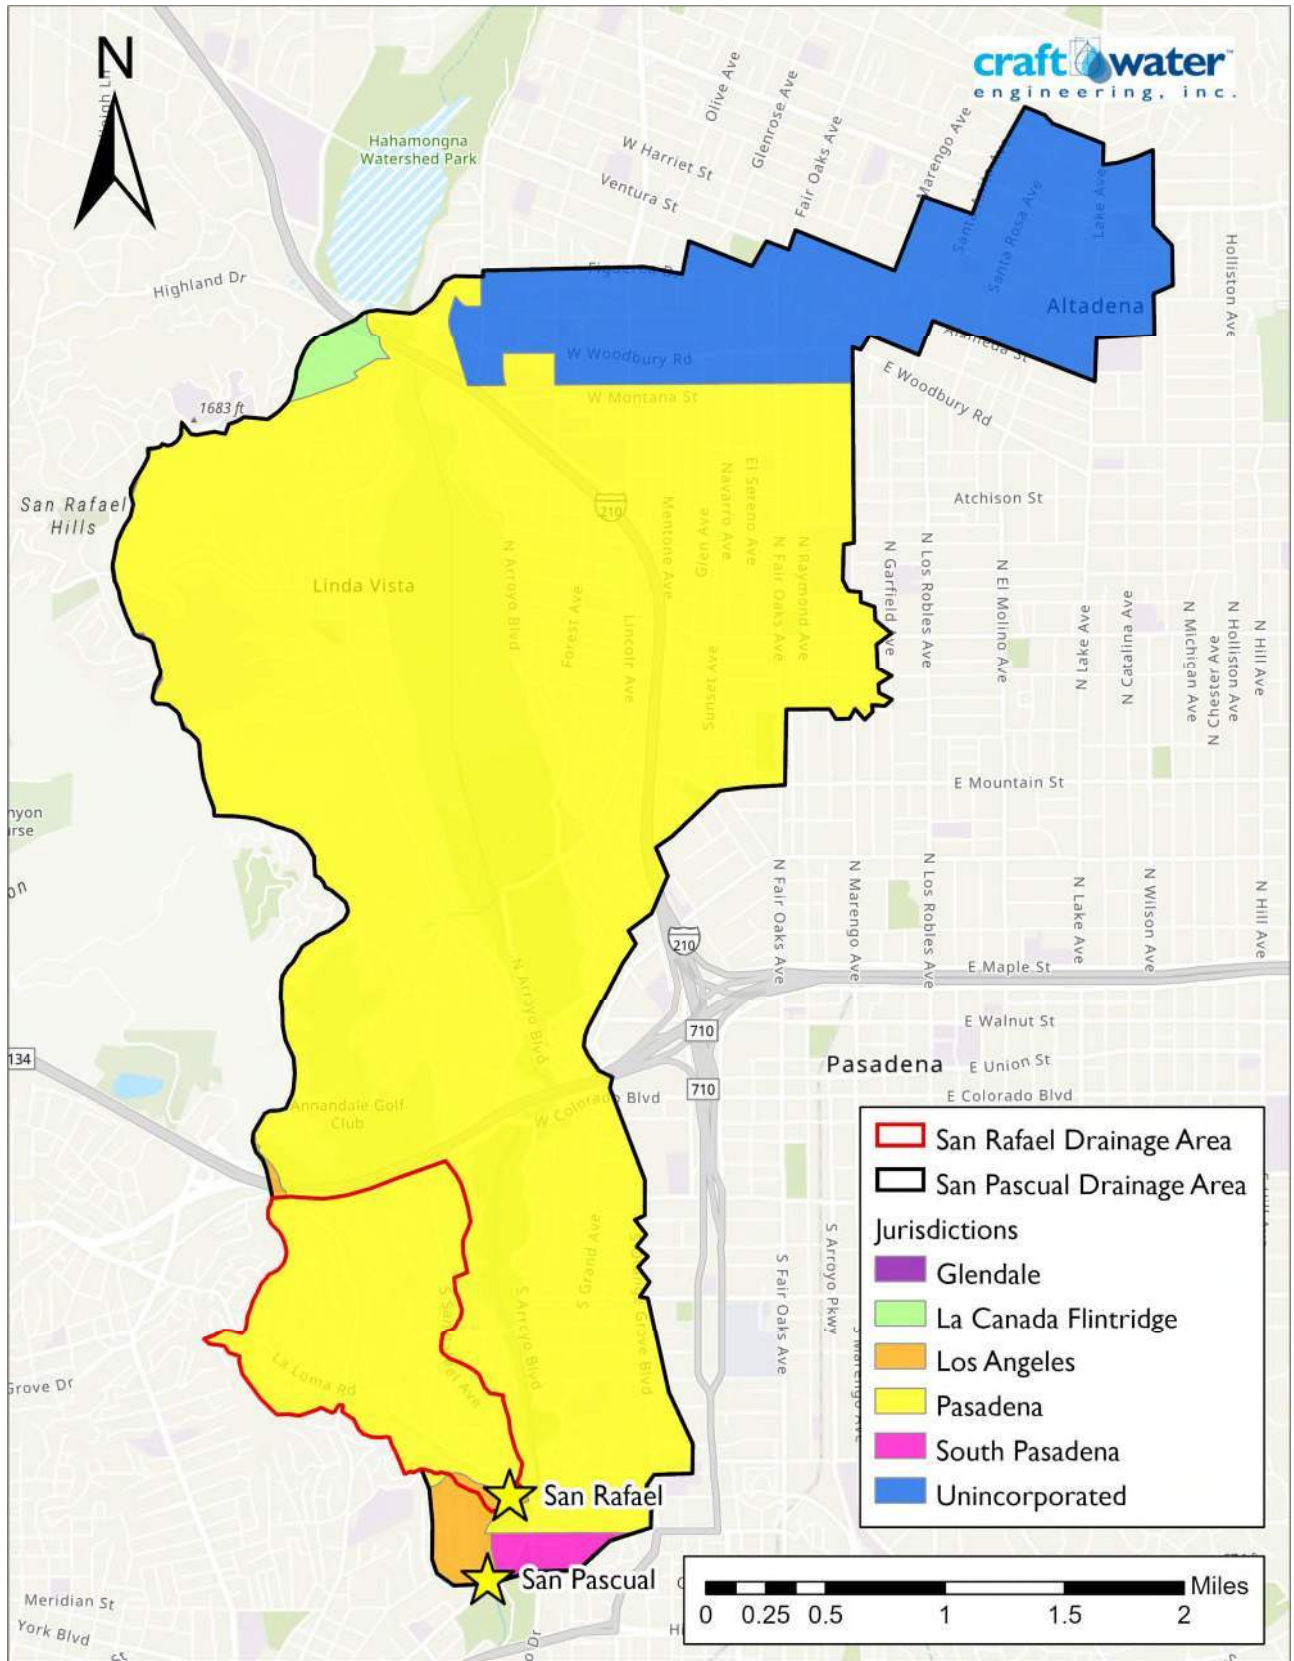 N
craft water™
engineering, inc.
Olive Ave
Glenrose Ave
Fair Oaks Ave
Marengo Ave
Hahamongna
Watershed Park
W Harriet St
Ventura St
Santa Rosa Ave
Lake Ave
Holliston Ave
Highland Dr
Altadena
Alameda St
W Woodbury Rd
E Woodbury Rd
W Montana St
1683 ft
San Rafael
Hills
210
Atchison St
Linda Vista
N Arroyo Blvd
Forest Ave
Lincoln Ave
Mentone Ave
Glen Ave
Navarro Ave
El Sereno Ave
N Fair Oaks Ave
N Raymond Ave
Sunset Ave
N Garfield Ave
N Los Robles Ave
N El Molino Ave
N Lake Ave
N Catalina Ave
N Michigan Ave
N Chester Ave
N Holliston Ave
N Hill Ave
E Mountain St
N Fair Oaks Ave
N Marengo Ave
N Los Robles Ave
N Lake Ave
N Wilson Ave
N Hill Ave
210
E Maple St
N Arroyo Blvd
710
E Walnut St
134
Pasadena
E Union St
710
E Colorado Blvd
W Colorado Blvd
Annandale Golf
Club
S Grand Ave
S Arroyo Blvd
La Loma Rd
Grove Dr
S Fair Oaks Ave
S Arroyo Pkwy
San Rafael Drainage Area
San Pascual Drainage Area
Jurisdictions
Glendale
La Canada Flintridge
Los Angeles
Pasadena
South Pasadena
Unincorporated
San Rafael
San Pascual
Meridian St
York Blvd
Miles
0 0.25 0.5 1 1.5 2